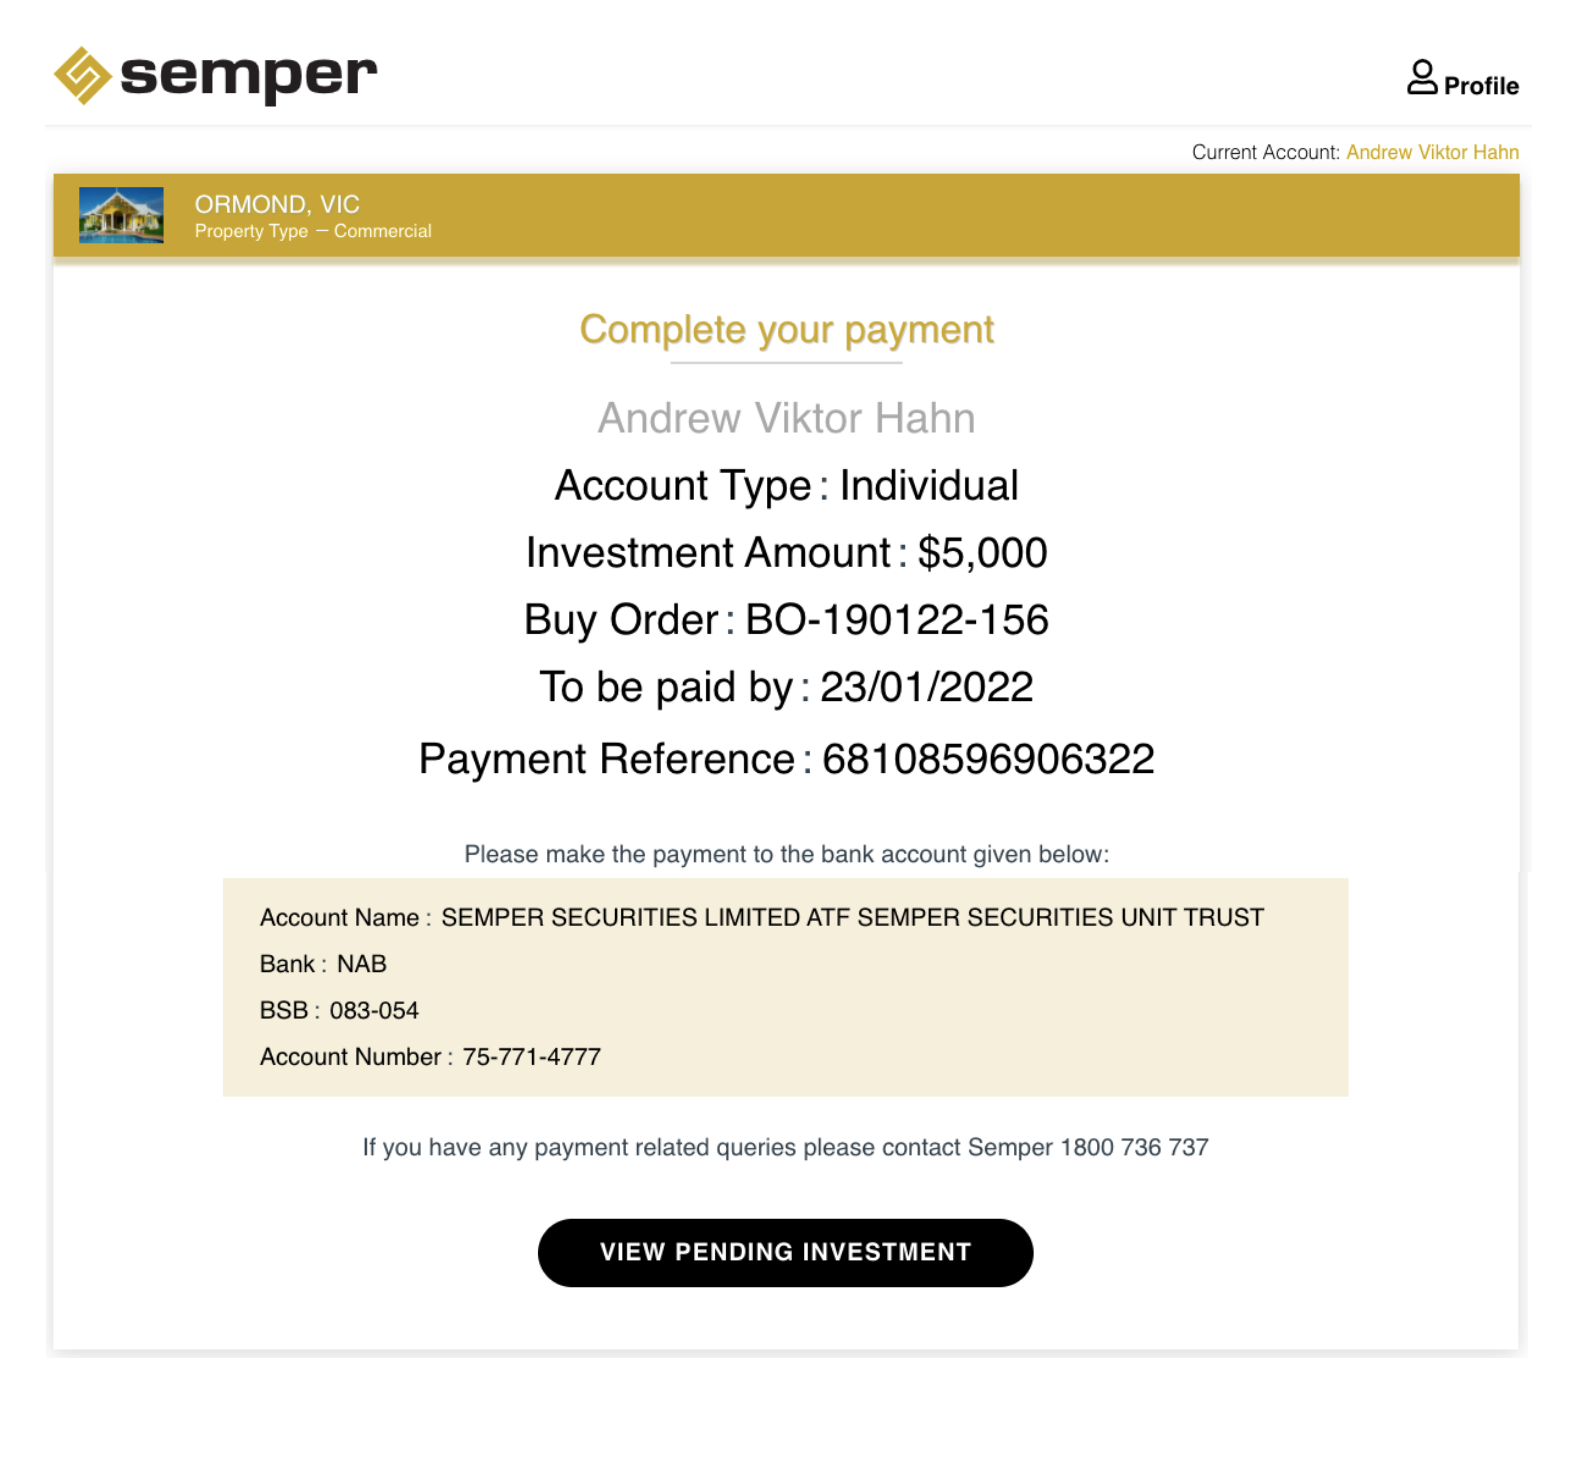 semper
Profile
Current Account: Andrew Viktor Hahn
ORMOND, VIC
Property Type – Commercial
Complete your payment
Andrew Viktor Hahn
Account Type : Individual
Investment Amount : $5,000
Buy Order : BO-190122-156
To be paid by : 23/01/2022
Payment Reference : 68108596906322
Please make the payment to the bank account given below:
Account Name : SEMPER SECURITIES LIMITED ATF SEMPER SECURITIES UNIT TRUST
Bank : NAB
BSB : 083-054
Account Number : 75-771-4777
If you have any payment related queries please contact Semper 1800 736 737
VIEW PENDING INVESTMENT